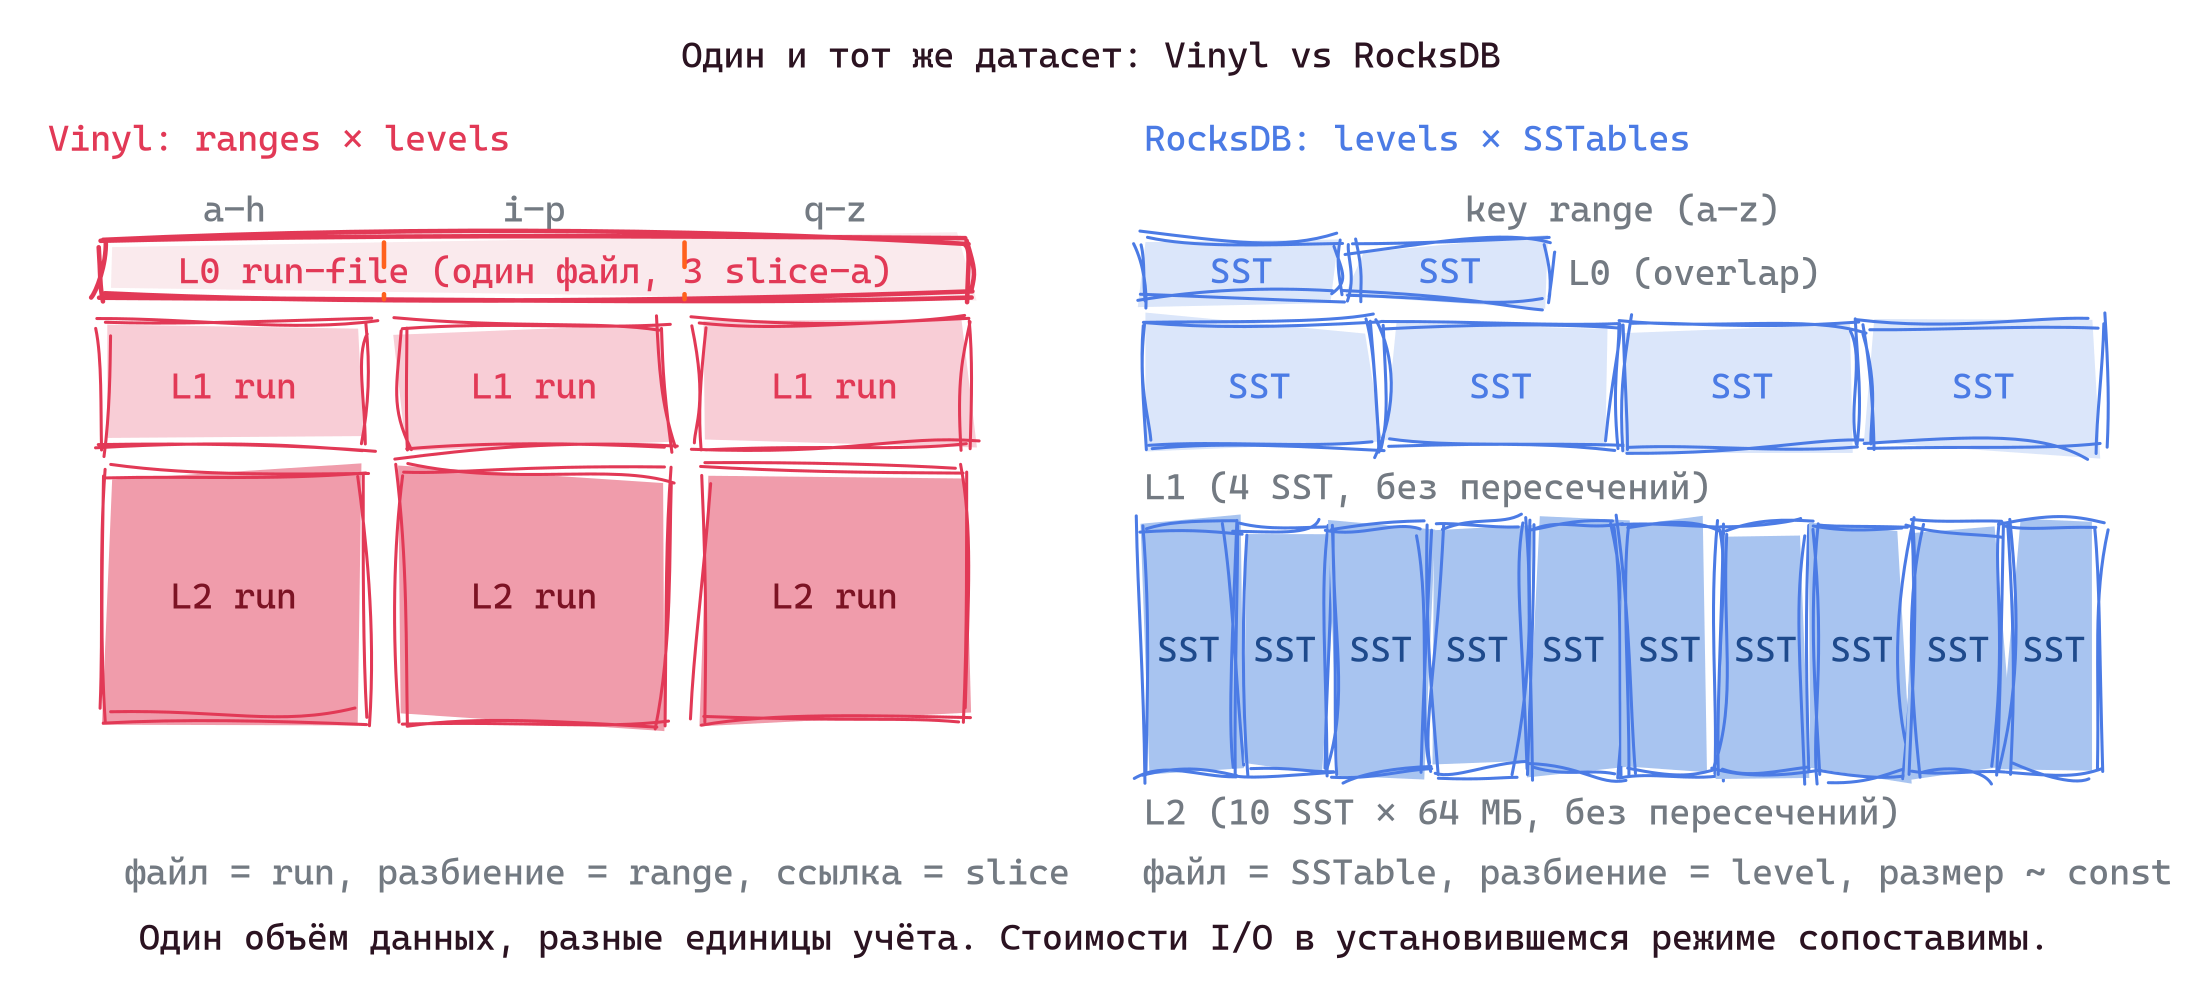 Один и тот же датасет: Vinyl vs RocksDB
Vinyl: ranges × levels
a–h i–p q–z
L0 run-file (один файл, 3 slice-а)
L1 run L1 run L1 run
L2 run L2 run L2 run
файл = run, разбиение = range, ссылка = slice
RocksDB: levels × SSTables
key range (a–z)
SST SST L0 (overlap)
SST SST SST SST
L1 (4 SST, без пересечений)
SST SST SST SST SST SST SST SST SST SST
L2 (10 SST × 64 МБ, без пересечений)
файл = SSTable, разбиение = level, размер ~ const
Один объём данных, разные единицы учёта. Стоимости I/O в установившемся режиме сопоставимы.